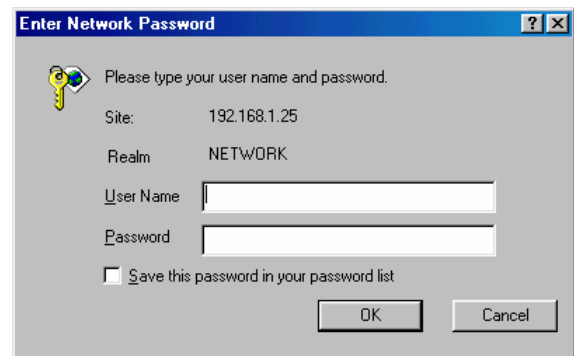 Enter Network Password
Please type your user name and password.
Site: 192.168.1.25
Realm NETWORK
User Name
Password
Save this password in your password list
OK Cancel